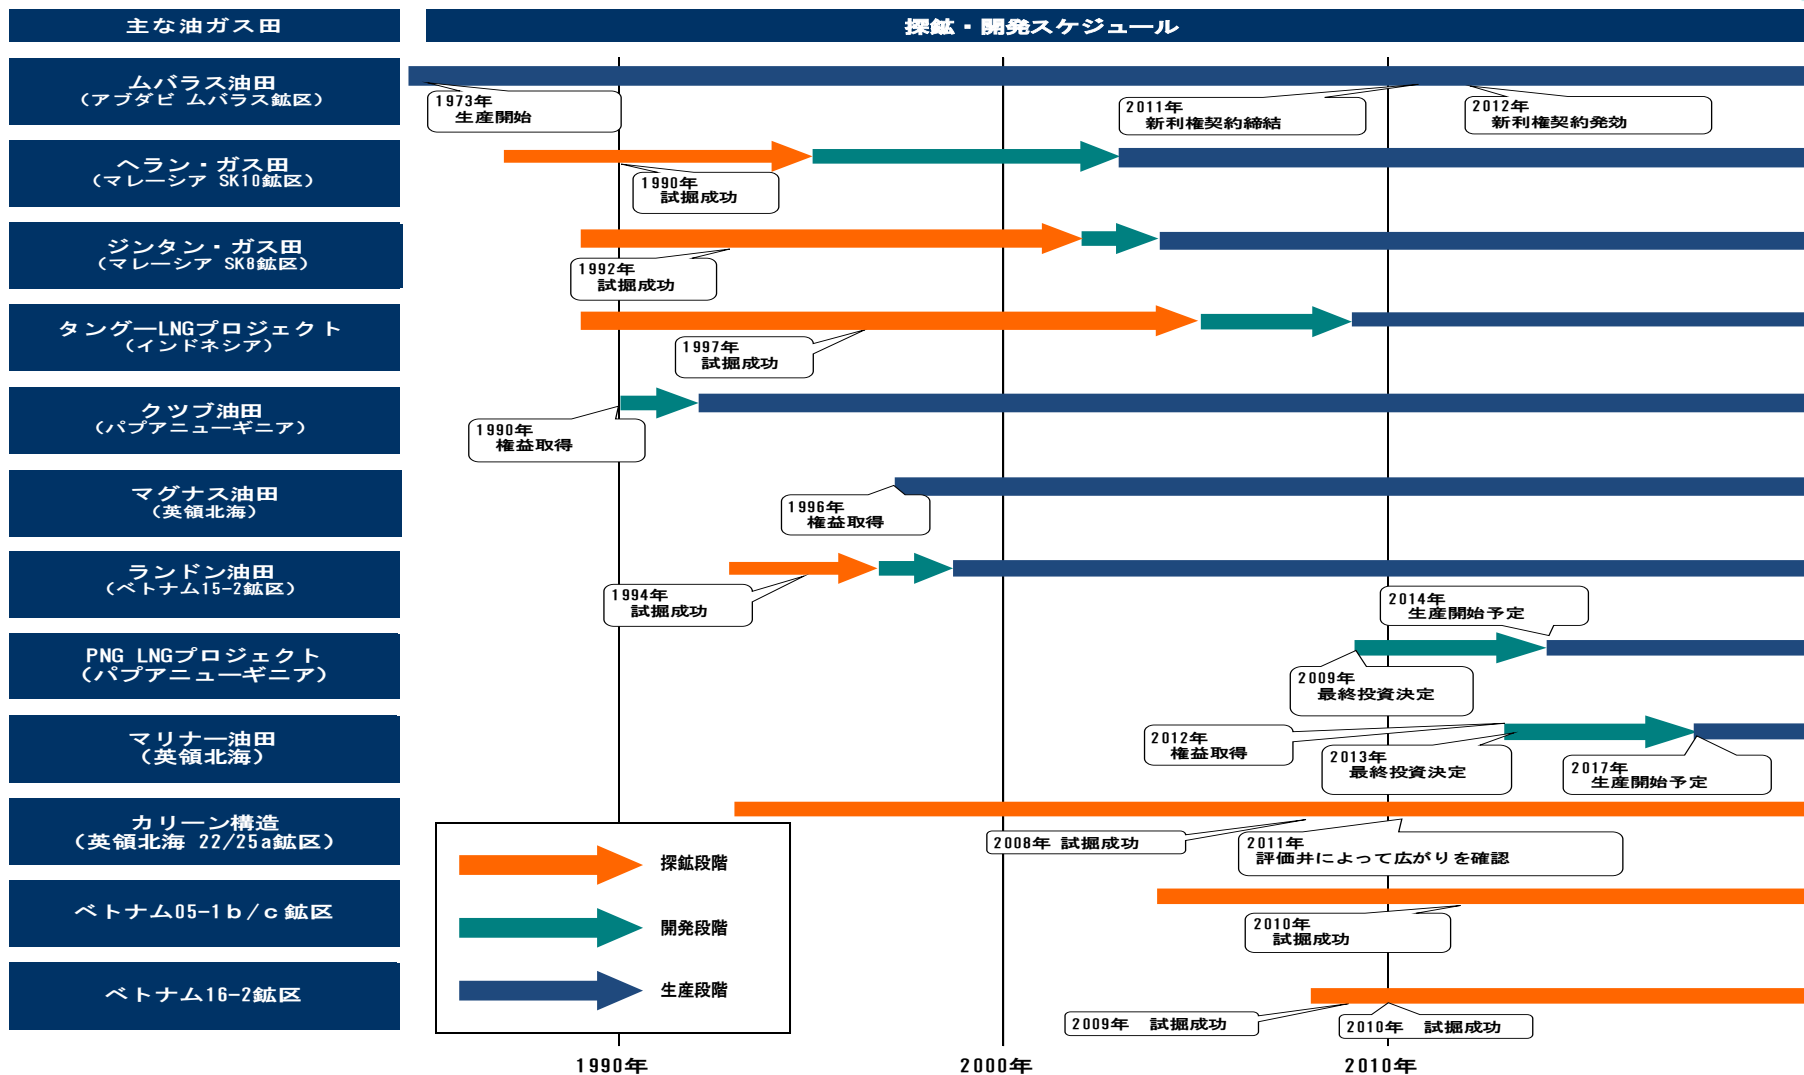 主な油ガス田
探鉱・開発スケジュール
ムバラス油田
(アブダビ ムバラス鉱区)
1973年
生産開始
2011年
新利権契約締結
2012年
新利権契約発効
ヘラン・ガス田
(マレーシア SK10鉱区)
1990年
試掘成功
ジンタン・ガス田
(マレーシア SK8鉱区)
1992年
試掘成功
タングーLNGプロジェクト
(インドネシア)
1997年
試掘成功
クツブ油田
(パプアニューギニア)
1990年
権益取得
マグナス油田
(英領北海)
1996年
権益取得
ランドン油田
(ベトナム15-2鉱区)
1994年
試掘成功
PNG LNGプロジェクト
(パプアニューギニア)
2014年
生産開始予定
2009年
最終投資決定
マリナー油田
(英領北海)
2012年
権益取得
2013年
最終投資決定
2017年
生産開始予定
カリーン構造
(英領北海 22/25a鉱区)
2008年 試掘成功
2011年
評価井によって広がりを確認
ベトナム05-1b/c鉱区
2010年
試掘成功
ベトナム16-2鉱区
2009年 試掘成功
2010年 試掘成功
探鉱段階
開発段階
生産段階
1990年
2000年
2010年